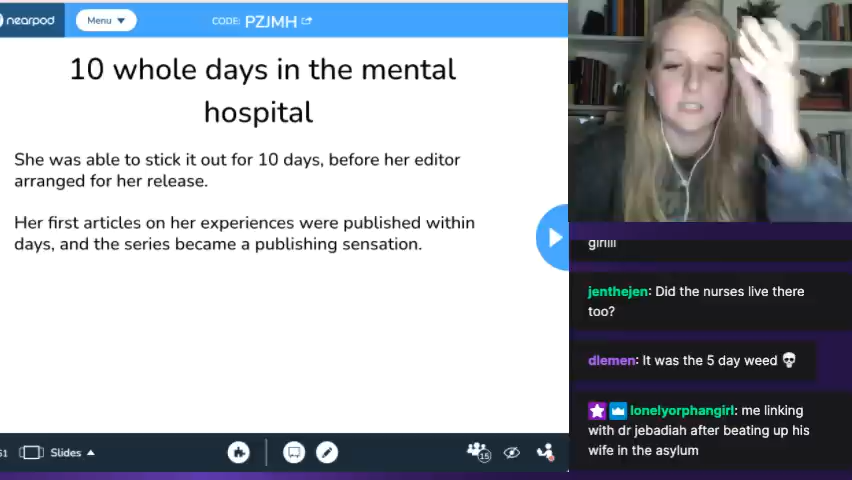 nearpod
Menu
CODE: PZJMH
10 whole days in the mental
hospital
She was able to stick it out for 10 days, before her editor
arranged for her release.
Her first articles on her experiences were published within
days, and the series became a publishing sensation.
girlll
jenthejen: Did the nurses live there
too?
dlemen: It was the 5 day weed 💀
lonelyorphangirl: me linking
with dr jebadiah after beating up his
wife in the asylum
Slides
15